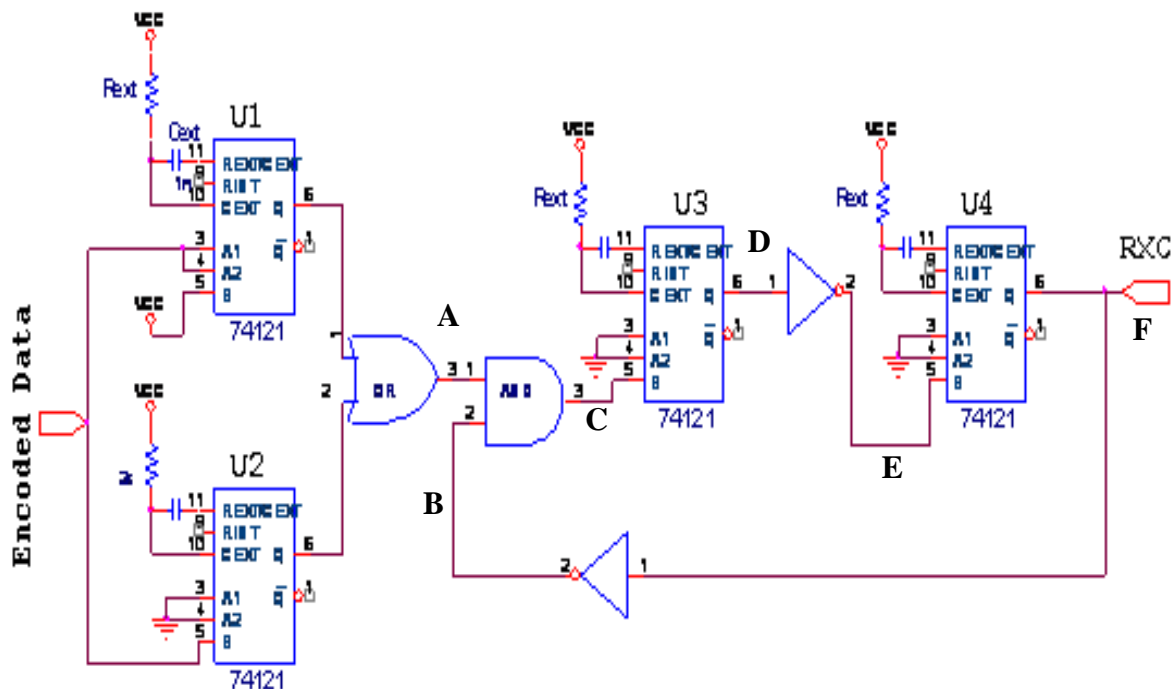 VCC
Rext
U1
Cext
11
REXT/CEXT
9
RINT
10
CEXT
Q
6
3
A1
Q
1
4
A2
5
B
VCC
74121
Encoded Data
VCC
U2
11
REXT/CEXT
9
RINT
10
CEXT
Q
6
3
A1
Q
1
4
A2
5
B
74121
1
2
OR
3
A
1
2
AND
3
C
B
VCC
Rext
U3
11
REXT/CEXT
9
RINT
10
CEXT
Q
6
3
A1
Q
1
4
A2
5
B
74121
D
1
2
E
VCC
Rext
U4
11
REXT/CEXT
9
RINT
10
CEXT
Q
6
3
A1
Q
1
4
A2
5
B
74121
RXC
F
2
1